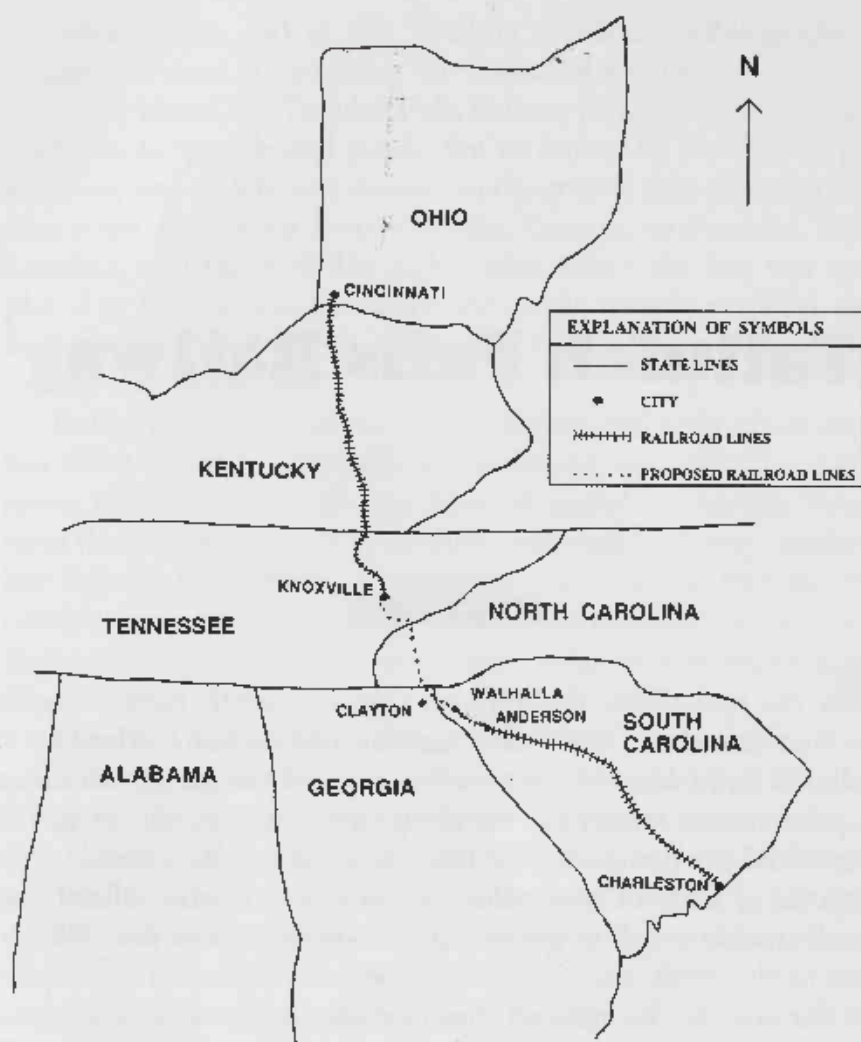 N
OHIO
CINCINNATI
EXPLANATION OF SYMBOLS
STATE LINES
CITY
RAILROAD LINES
PROPOSED RAILROAD LINES
KENTUCKY
KNOXVILLE
NORTH CAROLINA
TENNESSEE
WALHALLA
CLAYTON
ANDERSON
SOUTH
CAROLINA
ALABAMA
GEORGIA
CHARLESTON